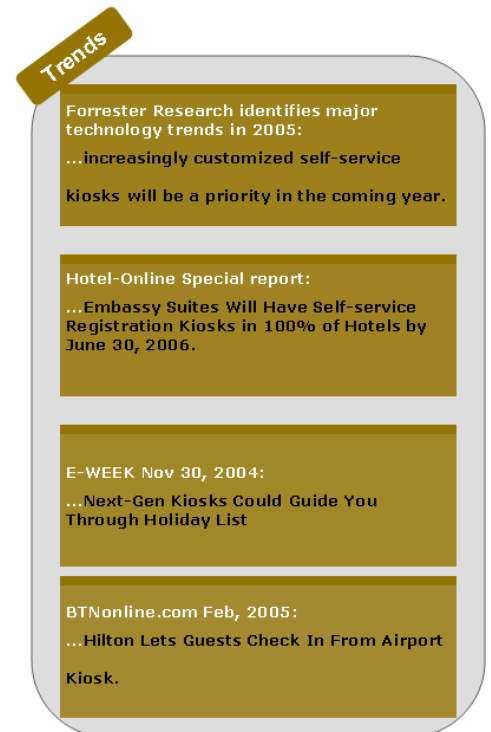 Trends
Forrester Research identifies major
technology trends in 2005:
...increasingly customized self-service
kiosks will be a priority in the coming year.
Hotel-Online Special report:
...Embassy Suites Will Have Self-service
Registration Kiosks in 100% of Hotels by
June 30, 2006.
E-WEEK Nov 30, 2004:
...Next-Gen Kiosks Could Guide You
Through Holiday List
BTNonline.com Feb, 2005:
...Hilton Lets Guests Check In From Airport
Kiosk.